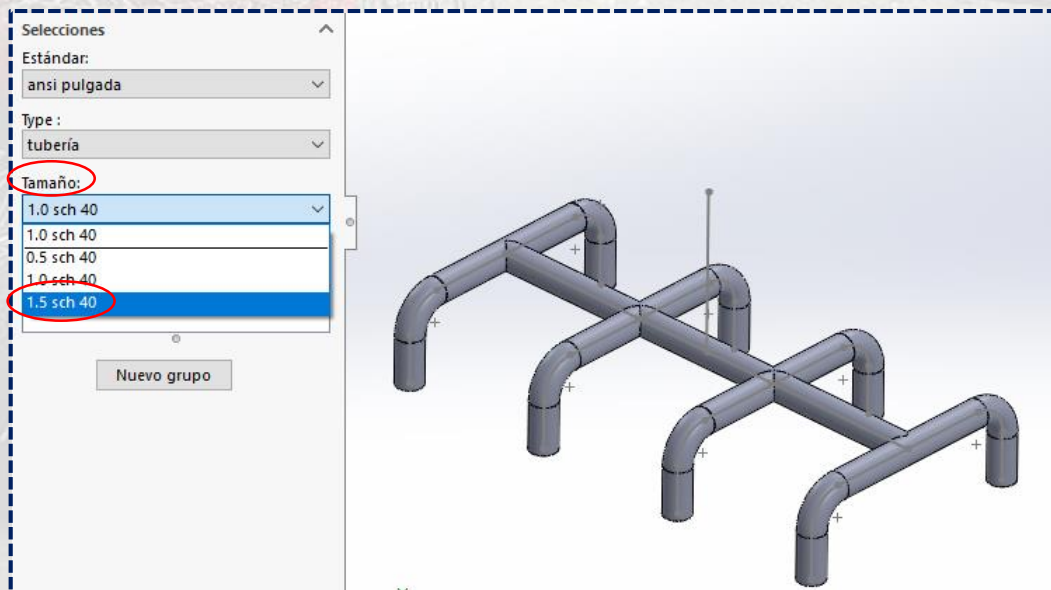 Selecciones
Estándar:
ansi pulgada
Type :
tubería
Tamaño:
1.0 sch 40
1.0 sch 40
0.5 sch 40
1.0 sch 40
1.5 sch 40
Nuevo grupo